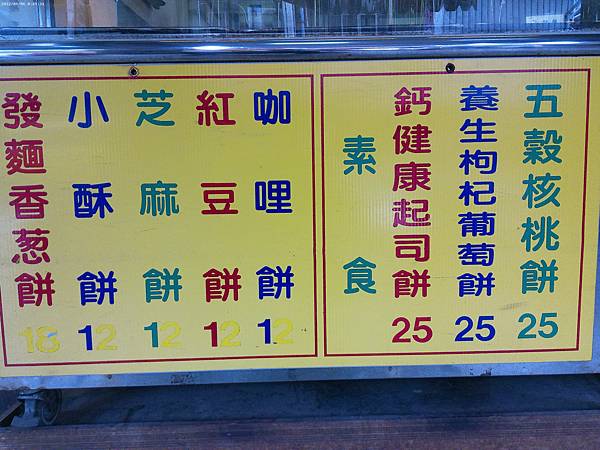 五穀核桃餅 25
養生枸杞葡萄餅 25
鈣健康起司餅 25
素食
咖哩餅 12
紅豆餅 12
芝麻餅 12
小酥餅 12
發麵香葱餅 18